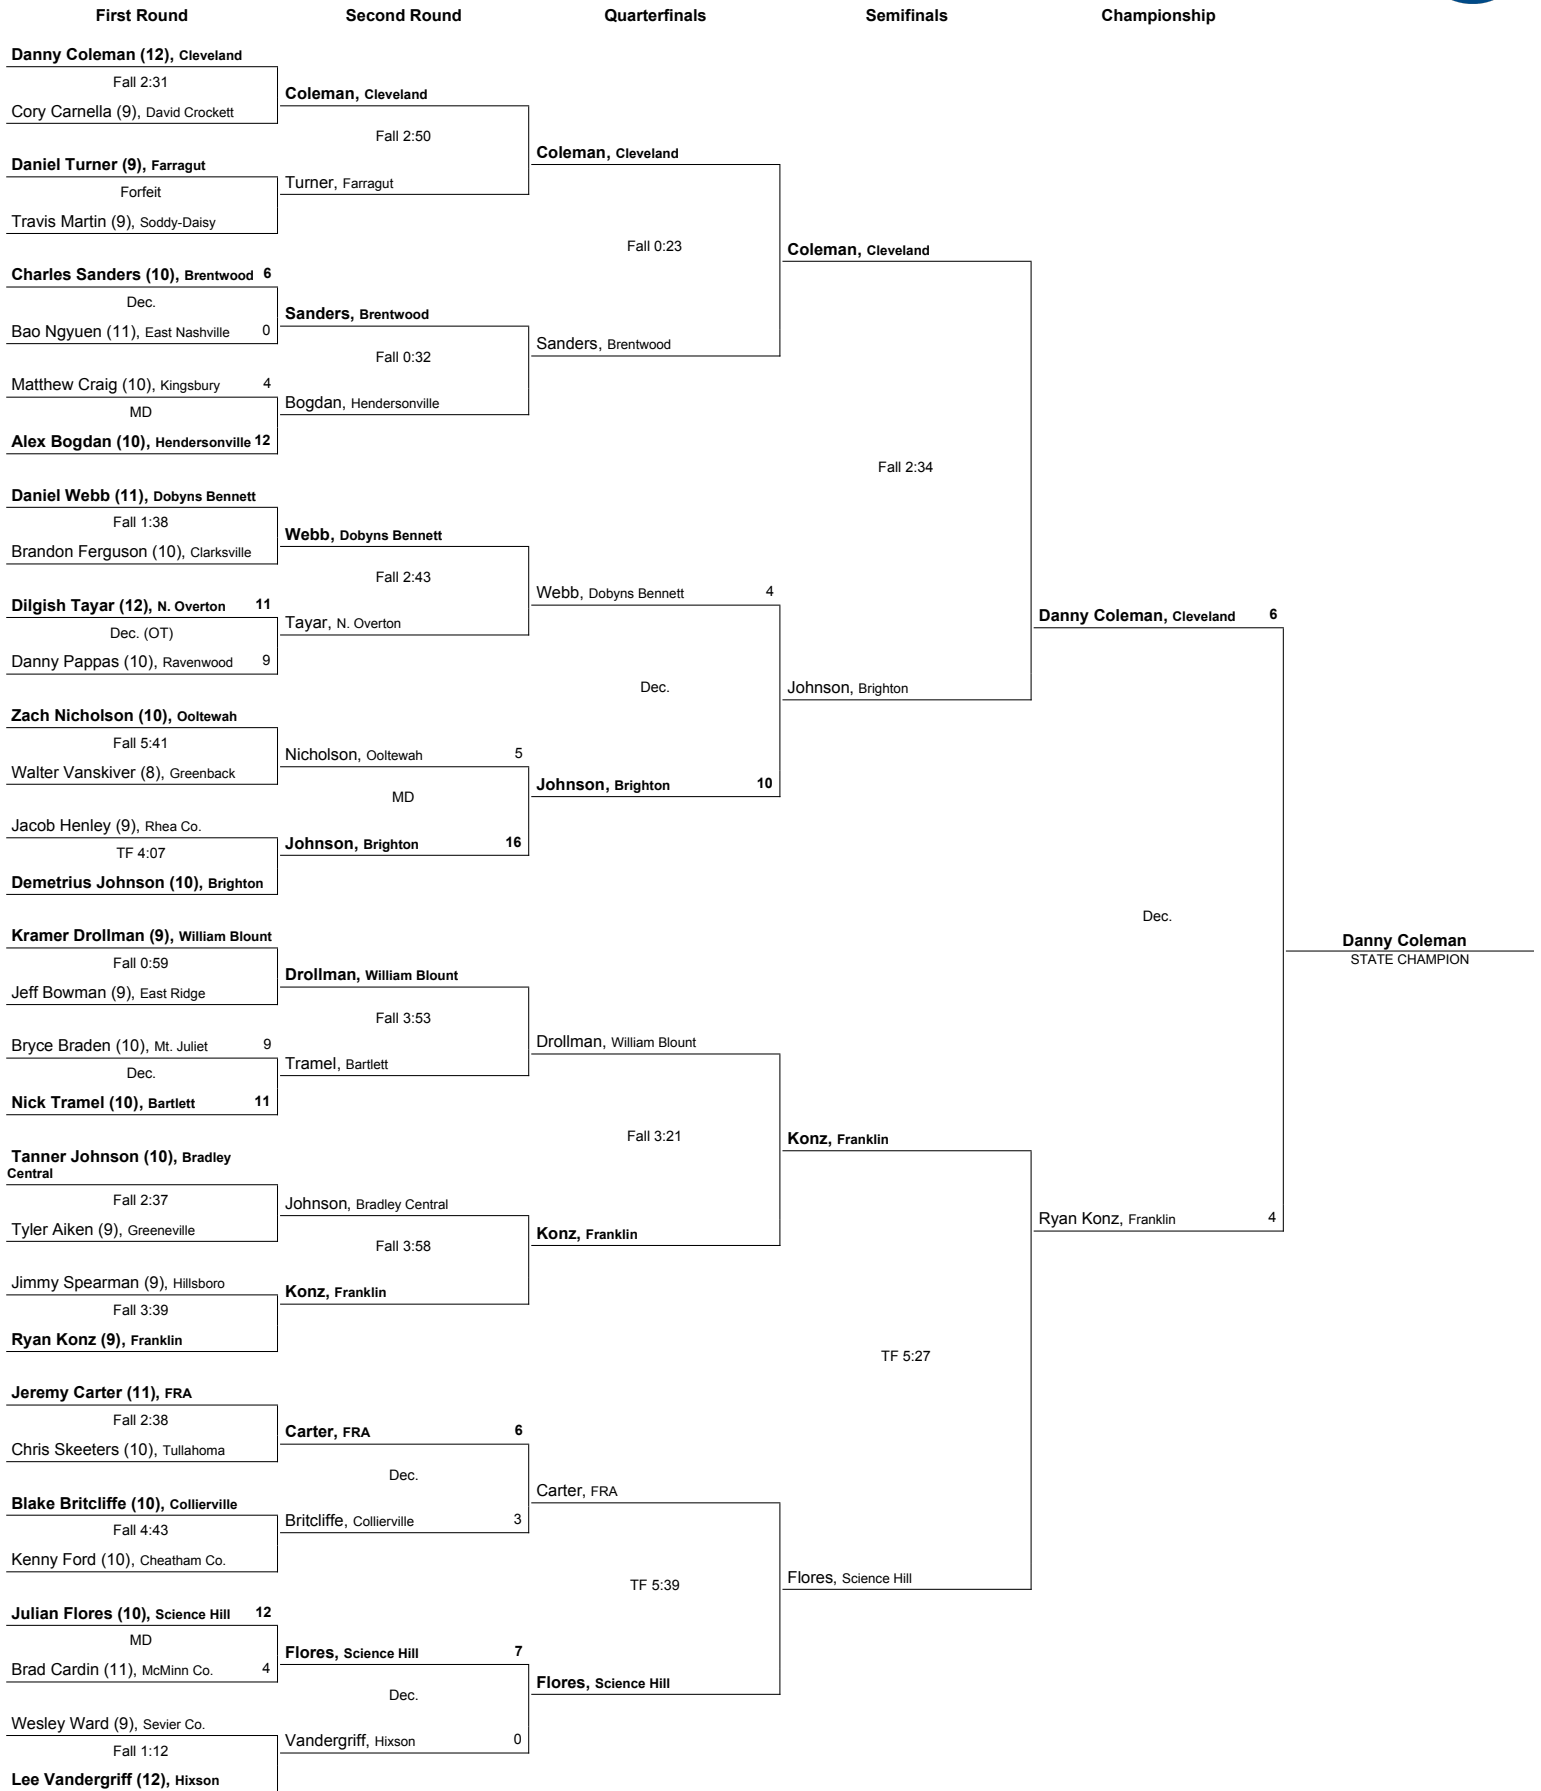 First Round
Second Round
Quarterfinals
Semifinals
Championship
Danny Coleman (12), Cleveland
Fall 2:31
Cory Carnella (9), David Crockett
Daniel Turner (9), Farragut
Forfeit
Travis Martin (9), Soddy-Daisy
Charles Sanders (10), Brentwood 6
Dec.
Bao Ngyuen (11), East Nashville 0
Matthew Craig (10), Kingsbury 4
MD
Alex Bogdan (10), Hendersonville 12
Daniel Webb (11), Dobyns Bennett
Fall 1:38
Brandon Ferguson (10), Clarksville
Dilgish Tayar (12), N. Overton 11
Dec. (OT)
Danny Pappas (10), Ravenwood 9
Zach Nicholson (10), Ooltewah
Fall 5:41
Walter Vanskiver (8), Greenback
Jacob Henley (9), Rhea Co.
TF 4:07
Demetrius Johnson (10), Brighton
Kramer Drollman (9), William Blount
Fall 0:59
Jeff Bowman (9), East Ridge
Bryce Braden (10), Mt. Juliet 9
Dec.
Nick Tramel (10), Bartlett 11
Tanner Johnson (10), Bradley
Central
Fall 2:37
Tyler Aiken (9), Greeneville
Jimmy Spearman (9), Hillsboro
Fall 3:39
Ryan Konz (9), Franklin
Jeremy Carter (11), FRA
Fall 2:38
Chris Skeeters (10), Tullahoma
Blake Britcliffe (10), Collierville
Fall 4:43
Kenny Ford (10), Cheatham Co.
Julian Flores (10), Science Hill 12
MD
Brad Cardin (11), McMinn Co. 4
Wesley Ward (9), Sevier Co.
Fall 1:12
Lee Vandergriff (12), Hixson
Coleman, Cleveland
Fall 2:50
Turner, Farragut
Sanders, Brentwood
Fall 0:32
Bogdan, Hendersonville
Webb, Dobyns Bennett
Fall 2:43
Tayar, N. Overton
Nicholson, Ooltewah 5
MD
Johnson, Brighton 16
Drollman, William Blount
Fall 3:53
Tramel, Bartlett
Johnson, Bradley Central
Fall 3:58
Konz, Franklin
Carter, FRA 6
Dec.
Britcliffe, Collierville 3
Flores, Science Hill 7
Dec.
Vandergriff, Hixson 0
Coleman, Cleveland
Fall 0:23
Sanders, Brentwood
Webb, Dobyns Bennett 4
Dec.
Johnson, Brighton 10
Drollman, William Blount
Fall 3:21
Konz, Franklin
Carter, FRA
TF 5:39
Flores, Science Hill
Coleman, Cleveland
Fall 2:34
Johnson, Brighton
Konz, Franklin
TF 5:27
Flores, Science Hill
Danny Coleman, Cleveland 6
Dec.
Ryan Konz, Franklin 4
Danny Coleman
STATE CHAMPION